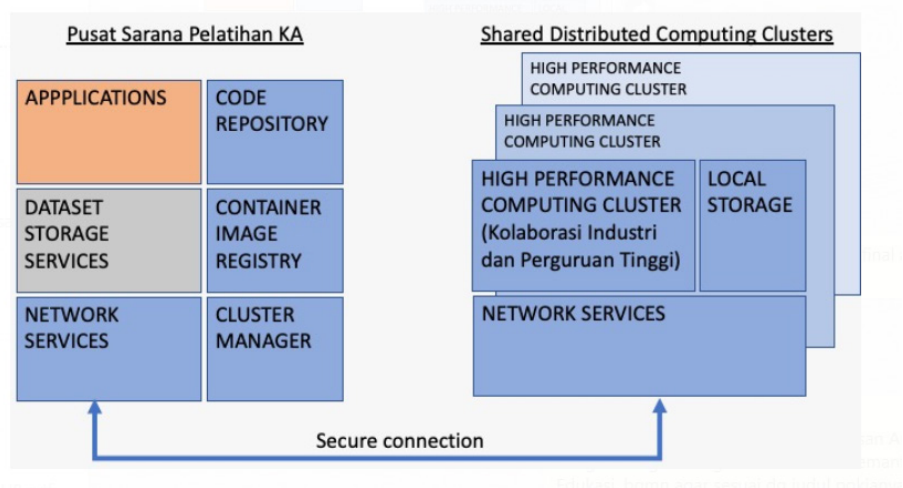 Pusat Sarana Pelatihan KA
APPPLICATIONS
CODE
REPOSITORY
DATASET
STORAGE
SERVICES
CONTAINER
IMAGE
REGISTRY
NETWORK
SERVICES
CLUSTER
MANAGER
Shared Distributed Computing Clusters
HIGH PERFORMANCE
COMPUTING CLUSTER
HIGH PERFORMANCE
COMPUTING CLUSTER
HIGH PERFORMANCE
COMPUTING CLUSTER
(Kolaborasi Industri
dan Perguruan Tinggi)
LOCAL
STORAGE
NETWORK SERVICES
Secure connection